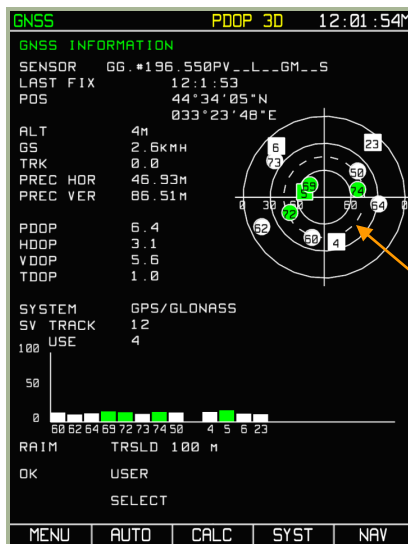 GNSS PDOP 3D 12:01:54M
GNSS INFORMATION
SENSOR GG.#196.550PV__L__GM__S
LAST FIX 12:1:53
POS 44°34'05"N
033°23'48"E
ALT 4M
GS 2.6KMH
TRK 0.0
PREC HOR 46.93M
PREC VER 86.51M
PDOP 6.4
HDOP 3.1
VDOP 5.6
TDOP 1.0
6 23
73 50
69 5 74
0 30 60 64 0
72
62 60 4
SYSTEM GPS/GLONASS
SV TRACK 12
USE 4
100
50
0
60 62 64 69 72 73 74 50 4 5 6 23
RAIM TRSLD 100 M
OK USER
SELECT
MENU AUTO CALC SYST NAV